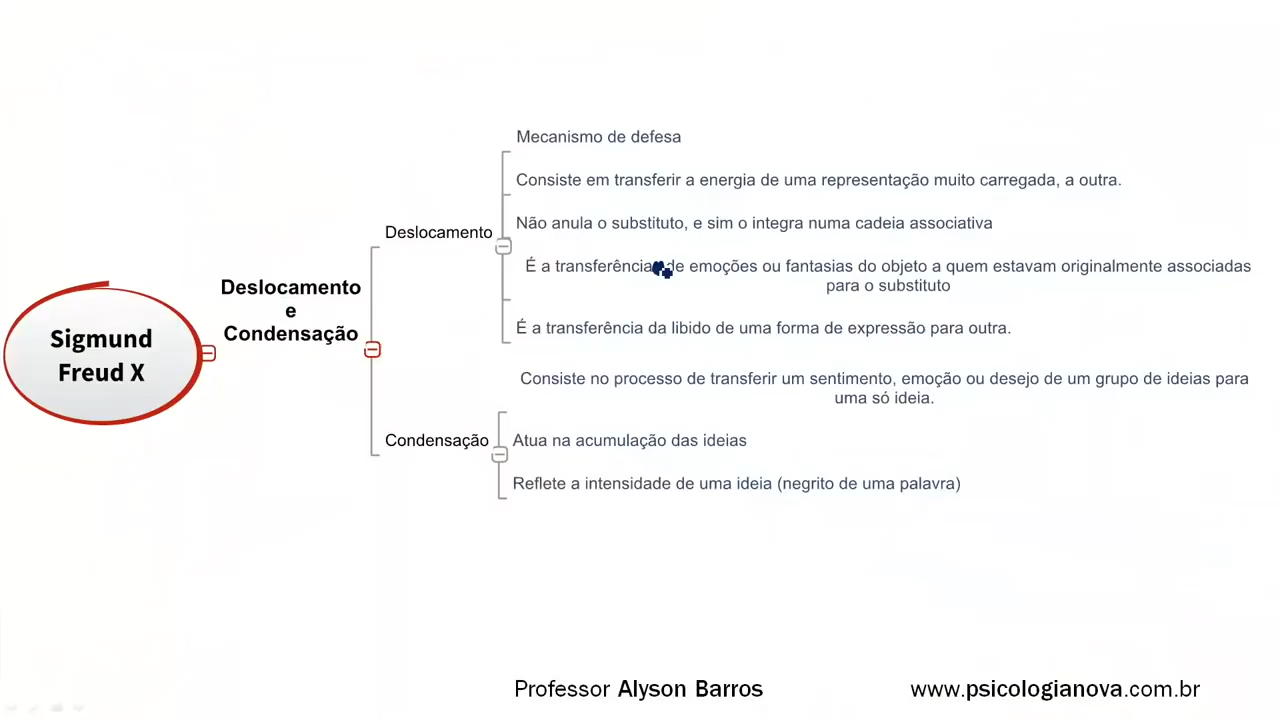 Sigmund
Freud X
Deslocamento
e
Condensação
Deslocamento
Mecanismo de defesa
Consiste em transferir a energia de uma representação muito carregada, a outra.
Não anula o substituto, e sim o integra numa cadeia associativa
É a transferência de emoções ou fantasias do objeto a quem estavam originalmente associadas
para o substituto
É a transferência da libido de uma forma de expressão para outra.
Condensação
Consiste no processo de transferir um sentimento, emoção ou desejo de um grupo de ideias para
uma só ideia.
Atua na acumulação das ideias
Reflete a intensidade de uma ideia (negrito de uma palavra)
Professor Alyson Barros
www.psicologianova.com.br